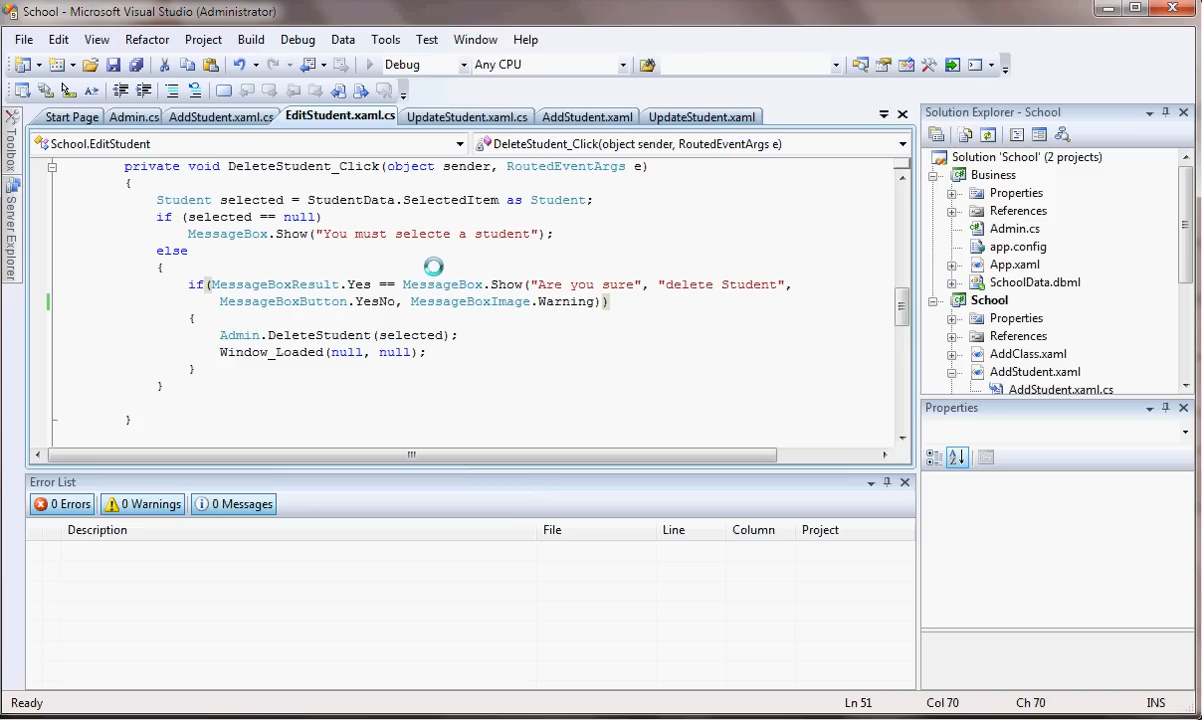 School - Microsoft Visual Studio (Administrator)
File Edit View Refactor Project Build Debug Data Tools Test Window Help
Debug Any CPU
Start Page Admin.cs AddStudent.xaml.cs EditStudent.xaml.cs UpdateStudent.xaml.cs AddStudent.xaml UpdateStudent.xaml
School.EditStudent DeleteStudent_Click(object sender, RoutedEventArgs e)
private void DeleteStudent_Click(object sender, RoutedEventArgs e)
{
Student selected = StudentData.SelectedItem as Student;
if (selected == null)
MessageBox.Show("You must selecte a student");
else
{
if(MessageBoxResult.Yes == MessageBox.Show("Are you sure", "delete Student",
MessageBoxButton.YesNo, MessageBoxImage.Warning))
{
Admin.DeleteStudent(selected);
Window_Loaded(null, null);
}
}
}
Toolbox
Server Explorer
Solution Explorer - School
Solution 'School' (2 projects)
Business
Properties
References
Admin.cs
app.config
App.xaml
SchoolData.dbml
School
Properties
References
AddClass.xaml
AddStudent.xaml
AddStudent.xaml.cs
Properties
Error List
0 Errors 0 Warnings 0 Messages
Description File Line Column Project
Ready Ln 51 Col 70 Ch 70 INS